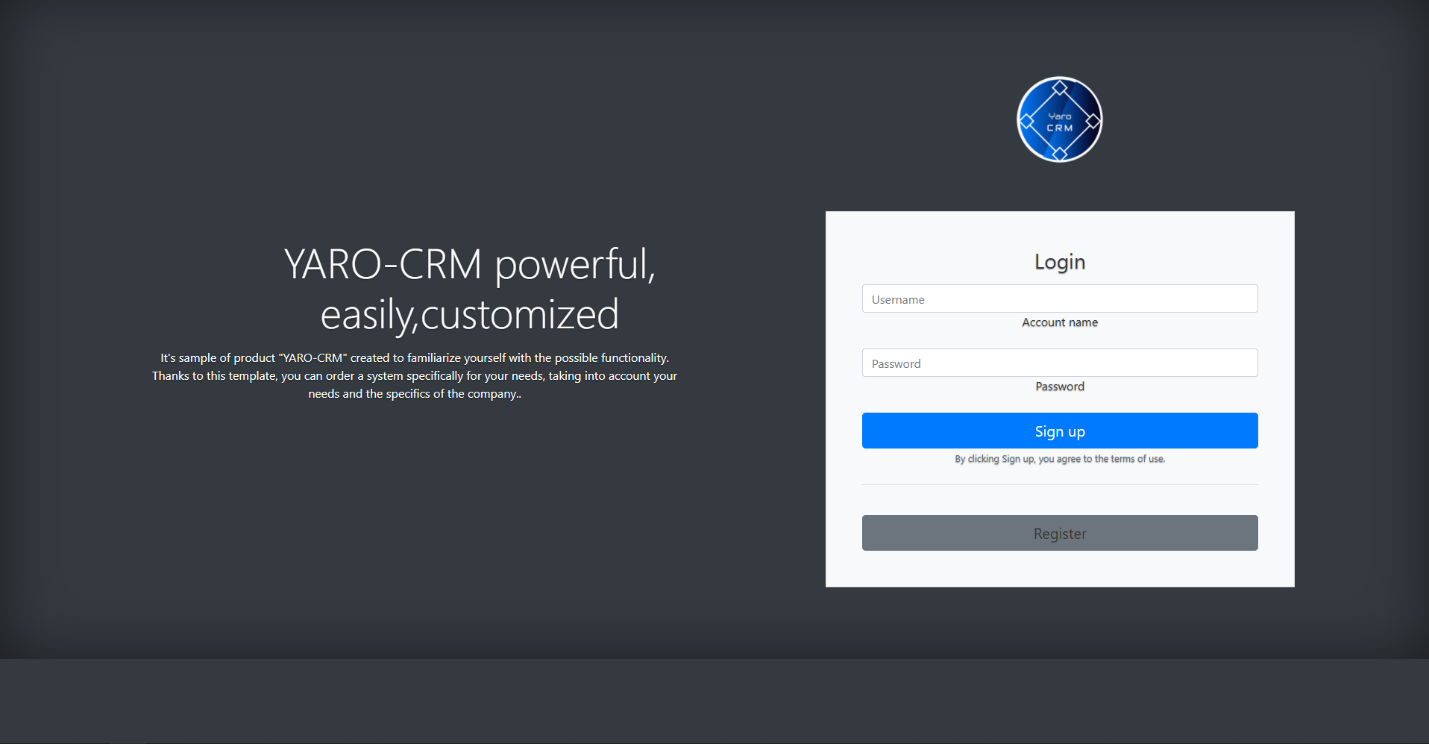 Yaro
CRM
YARO-CRM powerful,
easily,customized
It's sample of product "YARO-CRM" created to familiarize yourself with the possible functionality.
Thanks to this template, you can order a system specifically for your needs, taking into account your
needs and the specifics of the company..
Login
Username
Account name
Password
Password
Sign up
By clicking Sign up, you agree to the terms of use.
Register